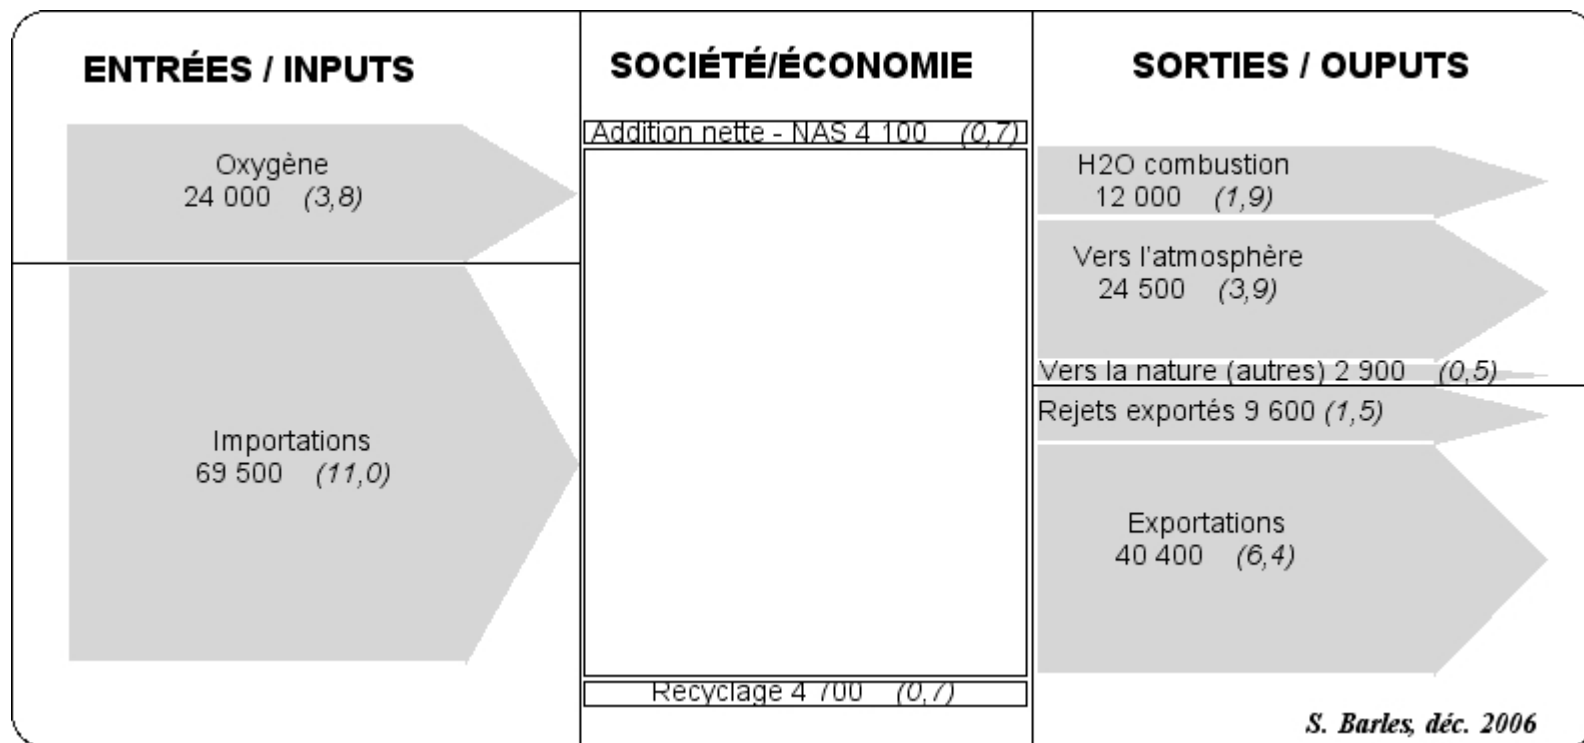 ENTRÉES / INPUTS
Oxygène
24 000 (3,8)
Importations
69 500 (11,0)
SOCIÉTÉ/ÉCONOMIE
Addition nette - NAS 4 100 (0,7)
Recyclage 4 700 (0,7)
SORTIES / OUPUTS
H2O combustion
12 000 (1,9)
Vers l'atmosphère
24 500 (3,9)
Vers la nature (autres) 2 900 (0,5)
Rejets exportés 9 600 (1,5)
Exportations
40 400 (6,4)
S. Barles, déc. 2006